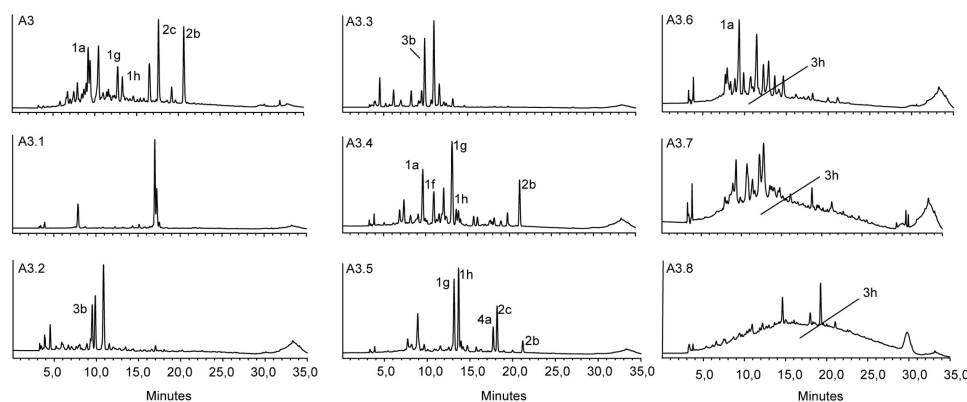 A3
1a
1g
1h
2c
2b
A3.1
A3.2
3b
5,0 10,0 15,0 20,0 25,0 30,0 35,0
Minutes
A3.3
3b
A3.4
1a
1f
1g
1h
2b
A3.5
1g
1h
4a
2c
2b
5,0 10,0 15,0 20,0 25,0 30,0 35,0
Minutes
A3.6
1a
3h
A3.7
3h
A3.8
3h
5,0 10,0 15,0 20,0 25,0 30,0 35,0
Minutes